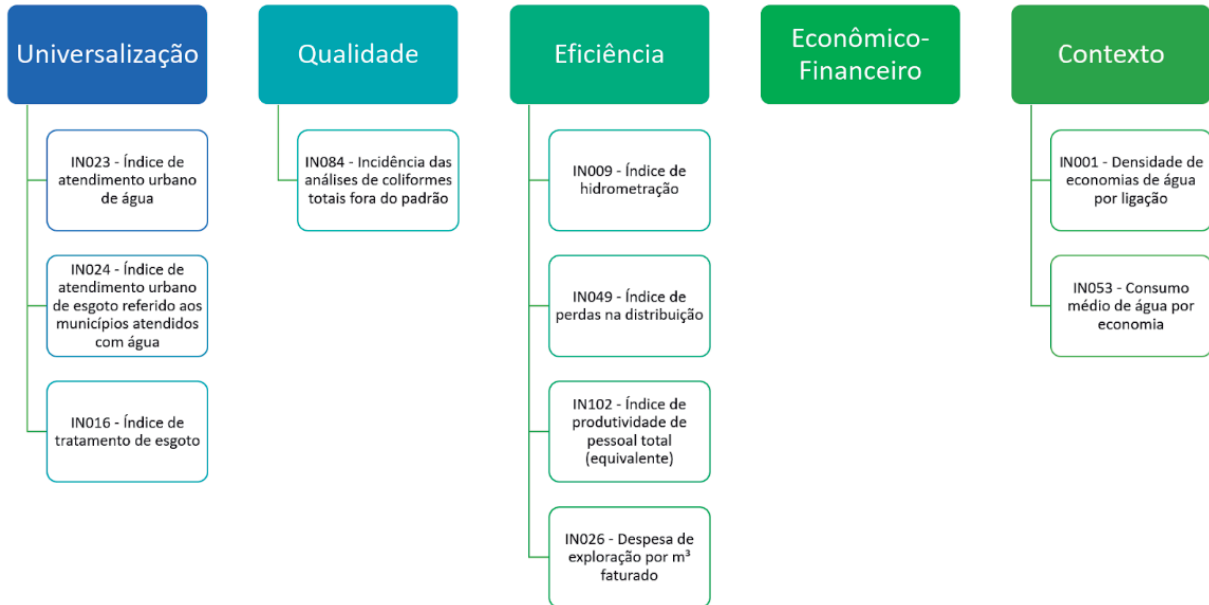 Universalização
IN023 - Índice de
atendimento urbano
de água
IN024 - Índice de
atendimento urbano
de esgoto referido aos
municípios atendidos
com água
IN016 - Índice de
tratamento de esgoto
Qualidade
IN084 - Incidência das
análises de coliformes
totais fora do padrão
Eficiência
IN009 - Índice de
hidrometração
IN049 - Índice de
perdas na distribuição
IN102 - Índice de
produtividade de
pessoal total
(equivalente)
IN026 - Despesa de
exploração por m³
faturado
Econômico-
Financeiro
Contexto
IN001 - Densidade de
economias de água
por ligação
IN053 - Consumo
médio de água por
economia